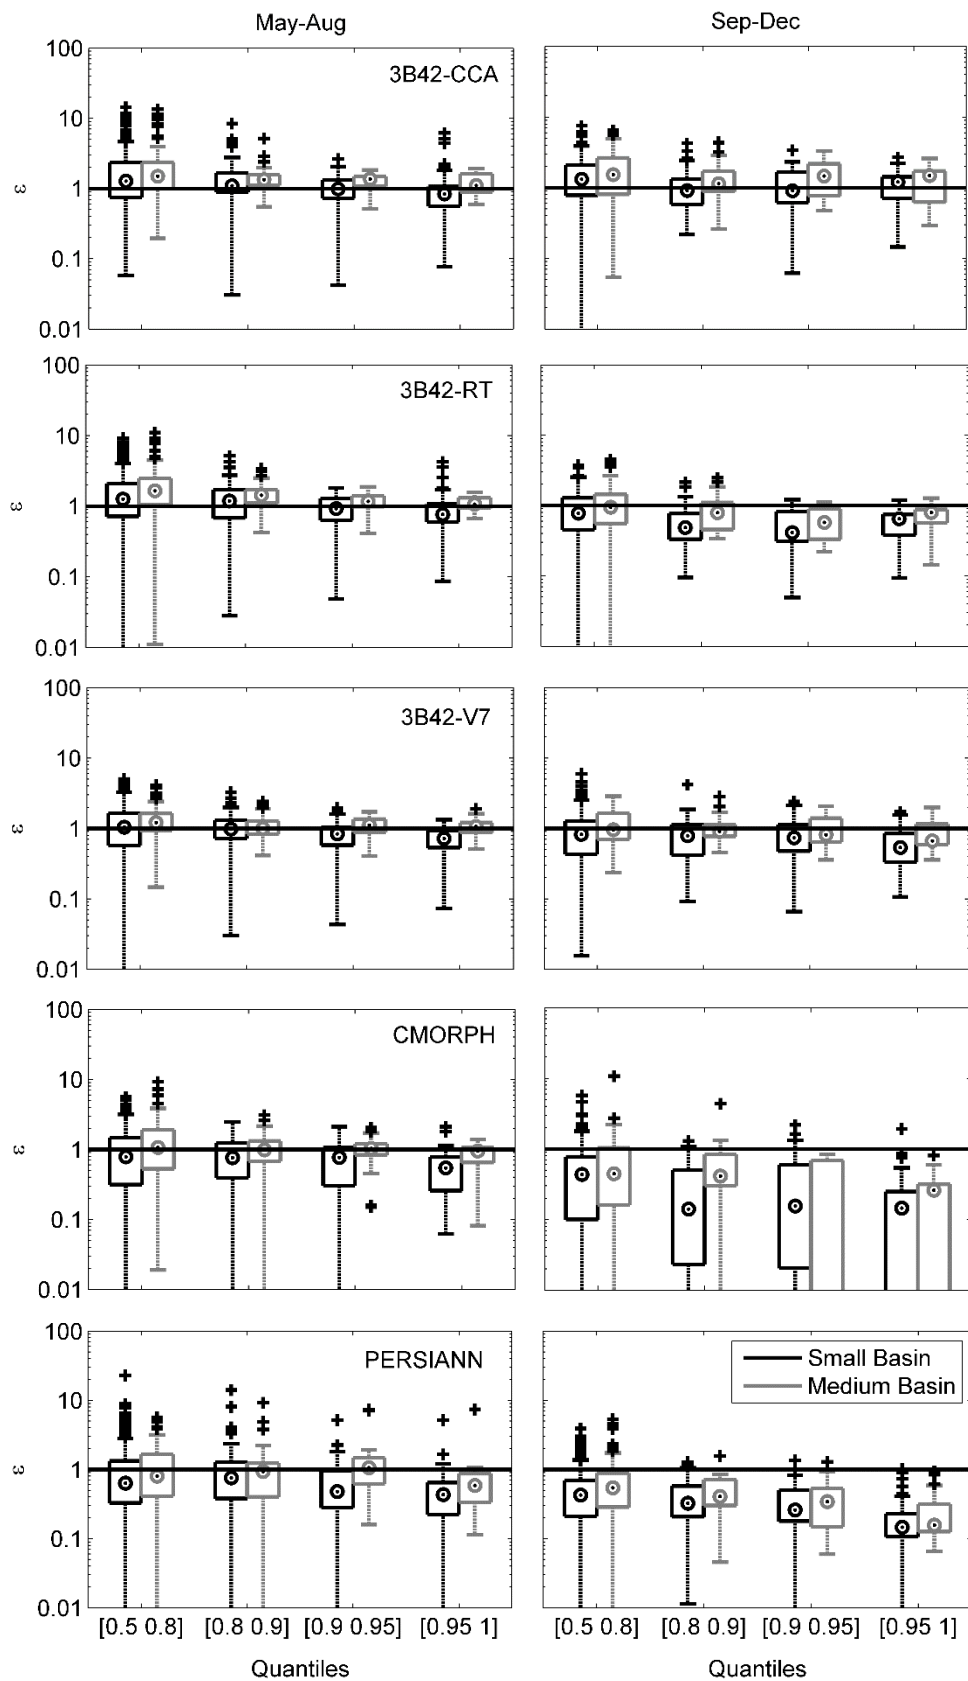 May-Aug
Sep-Dec
100
10
1
0.1
0.01
ε
3B42-CCA
100
10
1
0.1
0.01
ε
3B42-RT
100
10
1
0.1
0.01
ε
3B42-V7
100
10
1
0.1
0.01
ε
CMORPH
100
10
1
0.1
0.01
ε
PERSIANN
Small Basin
Medium Basin
[0.5 0.8] [0.8 0.9] [0.9 0.95] [0.95 1]
[0.5 0.8] [0.8 0.9] [0.9 0.95] [0.95 1]
Quantiles
Quantiles